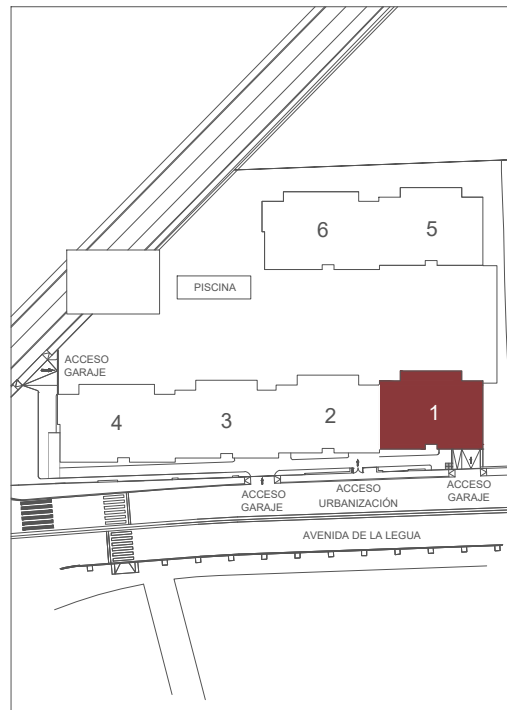 6
5
PISCINA
ACCESO
GARAJE
4
3
2
1
ACCESO
GARAJE
ACCESO
URBANIZACIÓN
ACCESO
GARAJE
AVENIDA DE LA LEGUA